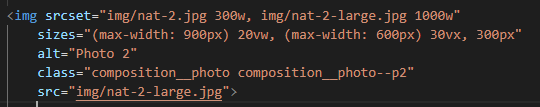 <img srcset="img/nat-2.jpg 300w, img/nat-2-large.jpg 1000w"
sizes="(max-width: 900px) 20vw, (max-width: 600px) 30vx, 300px"
alt="Photo 2"
class="composition__photo composition__photo--p2"
src="img/nat-2-large.jpg">